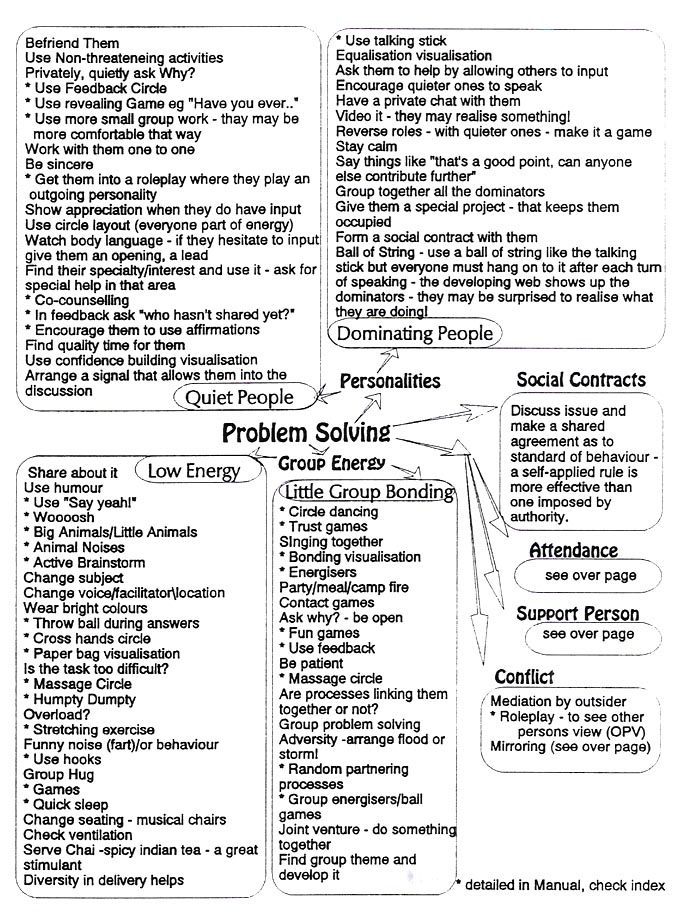 Befriend Them
Use Non-threateneing activities
Privately, quietly ask Why?
* Use Feedback Circle
* Use revealing Game eg "Have you ever.."
* Use more small group work - thay may be
more comfortable that way
Work with them one to one
Be sincere
* Get them into a roleplay where they play an
outgoing personality
Show appreciation when they do have input
Use circle layout (everyone part of energy)
Watch body language - if they hesitate to input
give them an opening, a lead
Find their specialty/interest and use it - ask for
special help in that area
* Co-counselling
* In feedback ask "who hasn't shared yet?"
* Encourage them to use affirmations
Find quality time for them
Use confidence building visualisation
Arrange a signal that allows them into the
discussion
Quiet People
* Use talking stick
Equalisation visualisation
Ask them to help by allowing others to input
Encourage quieter ones to speak
Have a private chat with them
Video it - they may realise something!
Reverse roles - with quieter ones - make it a game
Stay calm
Say things like "that's a good point, can anyone
else contribute further"
Group together all the dominators
Give them a special project - that keeps them
occupied
Form a social contract with them
Ball of String - use a ball of string like the talking
stick but everyone must hang on to it after each turn
of speaking - the developing web shows up the
dominators - they may be surprised to realise what
they are doing!
Dominating People
Personalities
Problem Solving
Group Energy
Low Energy
Share about it
Use humour
* Use "Say yeah!"
* Woooosh
* Big Animals/Little Animals
* Animal Noises
* Active Brainstorm
Change subject
Change voice/facilitator\location
Wear bright colours
* Throw ball during answers
* Cross hands circle
* Paper bag visualisation
Is the task too difficult?
* Massage Circle
* Humpty Dumpty
Overload?
* Stretching exercise
Funny noise (fart)/or behaviour
* Use hooks
Group Hug
* Games
* Quick sleep
Change seating - musical chairs
Check ventilation
Serve Chai -spicy indian tea - a great
stimulant
Diversity in delivery helps
Little Group Bonding
* Circle dancing
* Trust games
SInging together
* Bonding visualisation
* Energisers
Party/meal/camp fire
Contact games
Ask why? - be open
* Fun games
* Use feedback
Be patient
* Massage circle
Are processes linking them
together or not?
Group problem solving
Adversity -arrange flood or
storm!
* Random partnering
processes
* Group energisers/ball
games
Joint venture - do something
together
Find group theme and
develop it
Social Contracts
Discuss issue and
make a shared
agreement as to
standard of behaviour -
a self-applied rule is
more effective than
one imposed by
authority.
Attendance
see over page
Support Person
see over page
Conflict
Mediation by outsider
* Roleplay - to see other
persons view (OPV)
Mirroring (see over page)
* detailed in Manual, check index